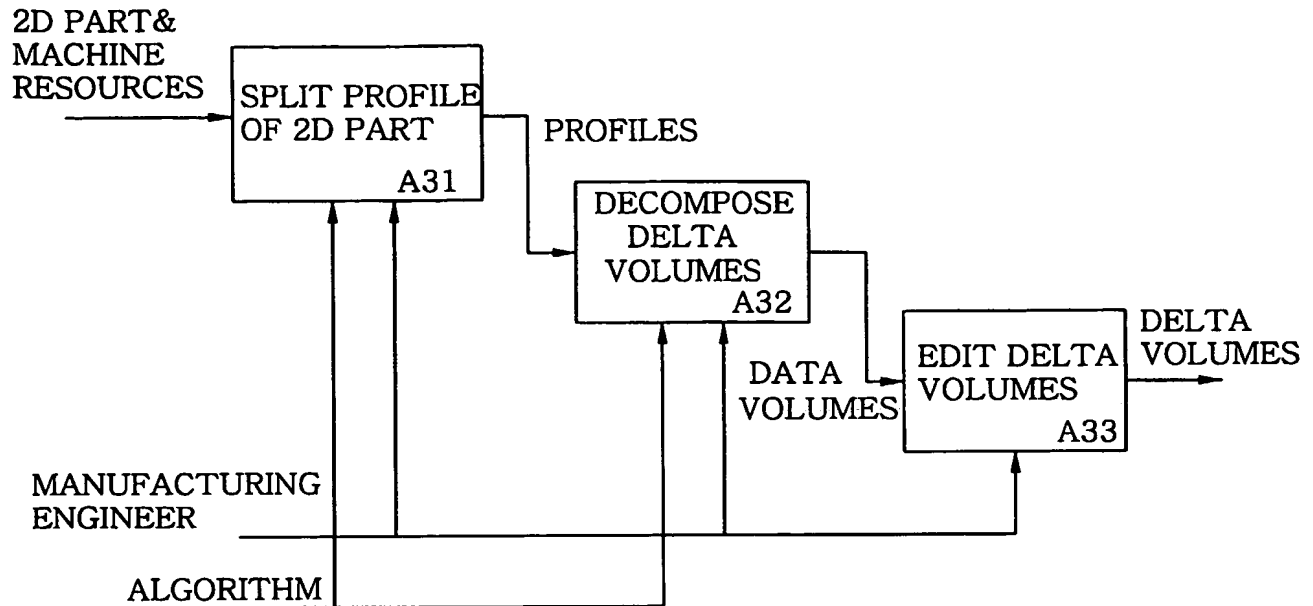 2D PART&
MACHINE
RESOURCES
SPLIT PROFILE
OF 2D PART
A31
PROFILES
DECOMPOSE
DELTA
VOLUMES
A32
DATA
VOLUMES
EDIT DELTA
VOLUMES
A33
DELTA
VOLUMES
MANUFACTURING
ENGINEER
ALGORITHM